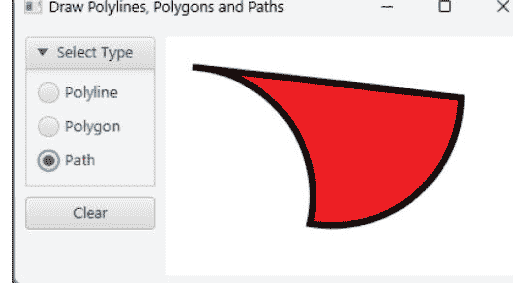 Draw Polylines, Polygons and Paths
Select Type
Polyline
Polygon
Path
Clear